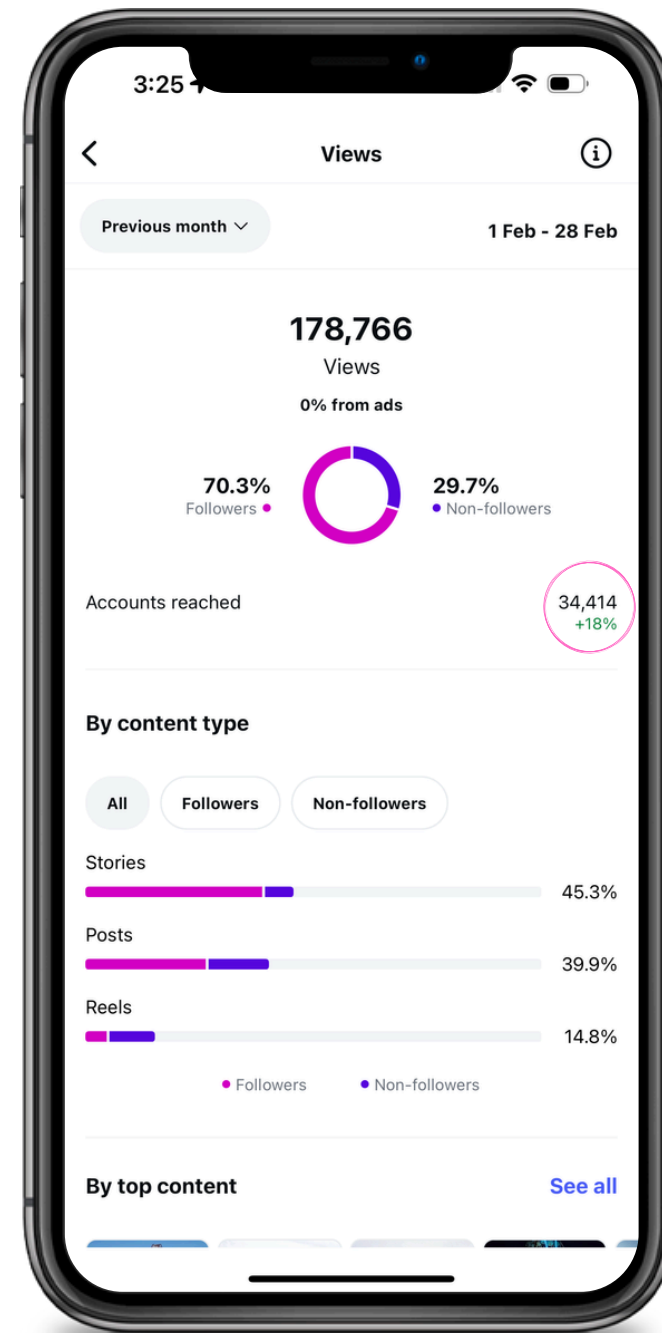 3:25
Views
Previous month
1 Feb - 28 Feb
178,766
Views
0% from ads
70.3%
Followers
29.7%
Non-followers
Accounts reached
34,414
+18%
By content type
All
Followers
Non-followers
Stories
45.3%
Posts
39.9%
Reels
14.8%
Followers
Non-followers
By top content
See all